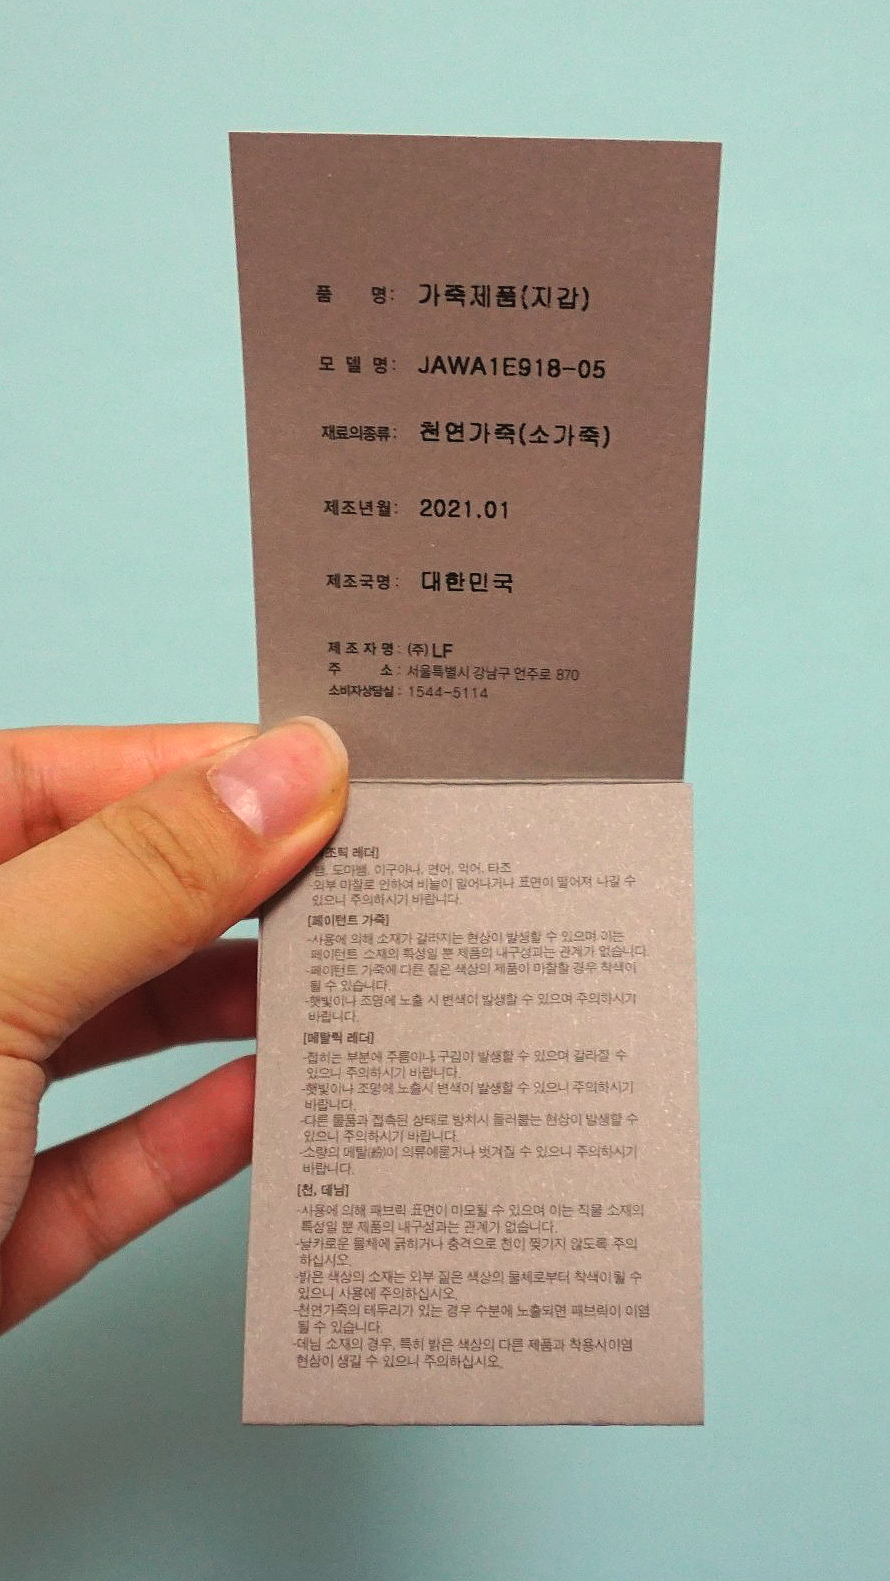 품 명: 가죽제품(지갑)
모 델 명: JAWA1E918-05
재료의종류: 천연가죽(소가죽)
제조년월: 2021.01
제조국명: 대한민국
제 조 자 명: (주)LF
주 소: 서울특별시 강남구 언주로 870
소비자상담실: 1544-5114
레더]
도마뱀, 이구아나, 연어, 악어, 타조
-외부 마찰로 인하여 비늘이 일어나거나 표면이 떨어져 나갈 수
있으니 주의하시기 바랍니다.
[페이턴트 가죽]
-사용에 의해 소재가 갈라지는 현상이 발생할 수 있으며 이는
페이턴트 소재의 특성일 뿐 제품의 내구성과는 관계가 없습니다.
-페이턴트 가죽에 다른 짙은 색상의 제품이 마찰할 경우 착색이
될 수 있습니다.
-햇빛이나 조명에 노출 시 변색이 발생할 수 있으며 주의하시기
바랍니다.
[메탈릭 레더]
-접히는 부분에 주름이나 구김이 발생할 수 있으며 갈라질 수
있으니 주의하시기 바랍니다.
-햇빛이나 조명에 노출시 변색이 발생할 수 있으니 주의하시기
바랍니다.
-다른 물품과 접촉된 상태로 방치시 들러붙는 현상이 발생할 수
있으니 주의하시기 바랍니다.
-소량의 메탈(粉)이 의류에묻거나 벗겨질 수 있으니 주의하시기
바랍니다.
[천, 데님]
-사용에 의해 패브릭 표면이 마모될 수 있으며 이는 직물 소재의
특성일 뿐 제품의 내구성과는 관계가 없습니다.
-날카로운 물체에 긁히거나 충격으로 천이 찢기지 않도록 주의
하십시오.
-밝은 색상의 소재는 외부 짙은 색상의 물체로부터 착색이될 수
있으니 사용에 주의하십시오.
-천연가죽의 테두리가 있는 경우 수분에 노출되면 패브릭이 이염
될 수 있습니다.
-데님 소재의 경우, 특히 밝은 색상의 다른 제품과 착용시이염
현상이 생길 수 있으니 주의하십시오.